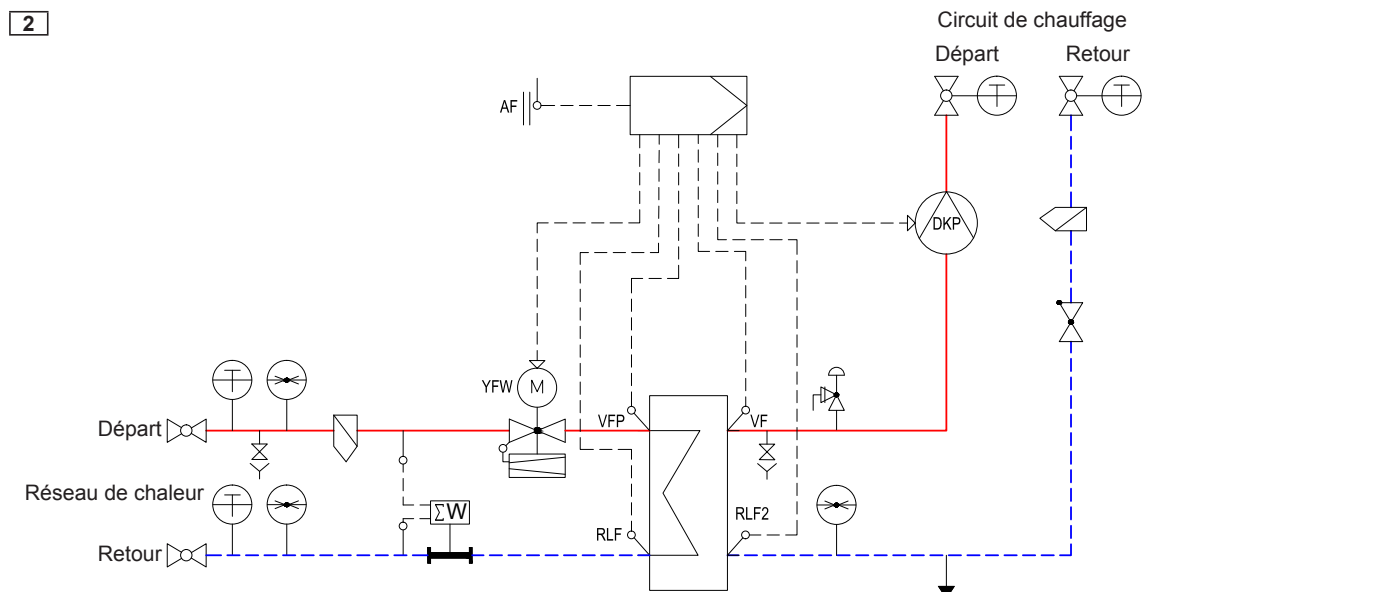 2
Circuit de chauffage
Départ
Retour
AF
T
T
DKP
YFW
M
T
VFP
VF
Départ
Réseau de chaleur
T
ΣW
RLF2
RLF
Retour